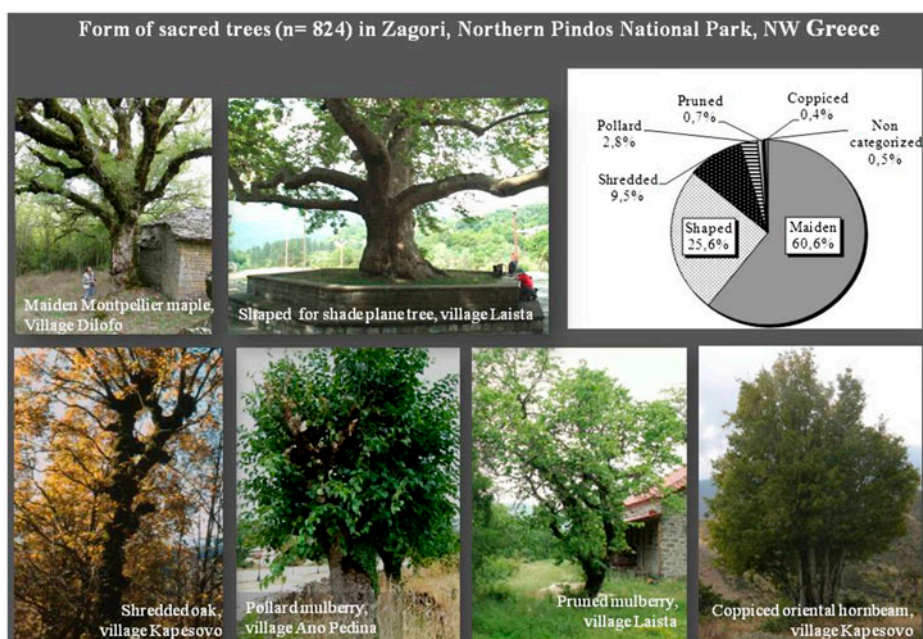 Form of sacred trees (n= 824) in Zagori, Northern Pindos National Park, NW Greece
Maiden Montpellier maple,
Village Dilofo
Shaped for shade plane tree, village Laista
Pruned
0,7%
Coppiced
0,4%
Pollard
2,8%
Non
categorized
0,5%
Shredded
9,5%
Shaped
25,6%
Maiden
60,6%
Shredded oak,
village Kapesovo
Pollard mulberry,
village Ano Pedina
Pruned mulberry,
village Laista
Coppiced oriental hornbeam,
village Kapesovo